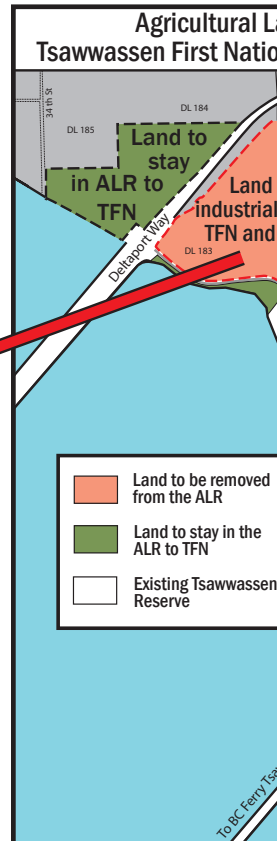 Agricultural La
Tsawwassen First Natio
34 th St
DL 184
DL 185
Land to
stay
in ALR to
TFN
Land
industrial
TFN and
DL 183
Deltaport Way
Land to be removed
from the ALR
Land to stay in the
ALR to TFN
Existing Tsawwassen
Reserve
To BC Ferry Tsaw